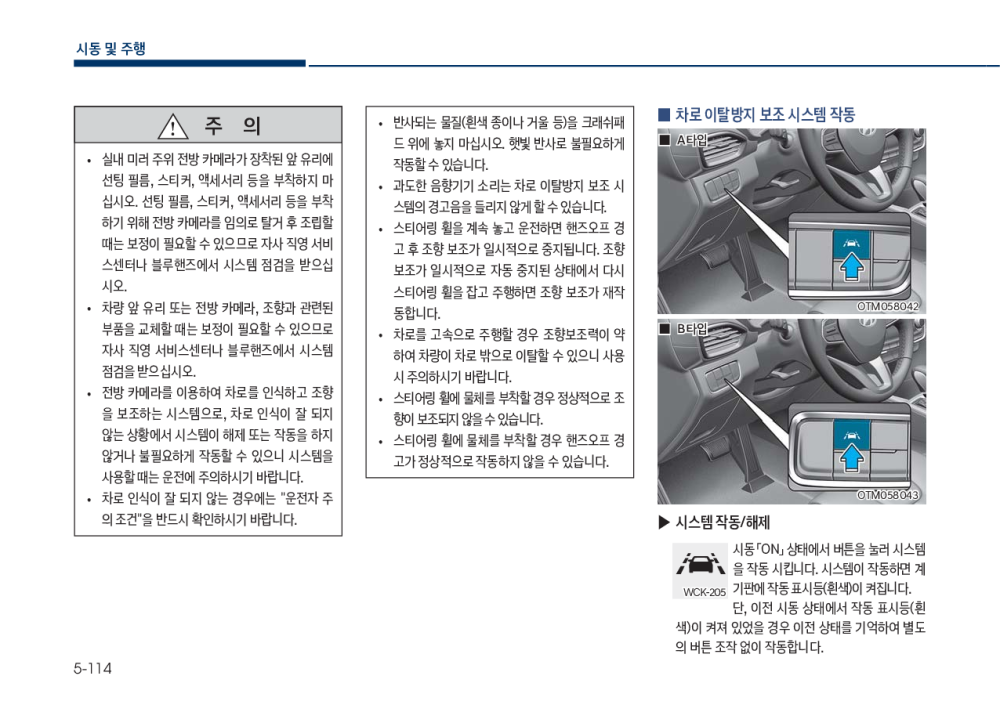 시동 및 주행
주 의
• 실내 미러 주위 전방 카메라가 장착된 앞 유리에
선팅 필름, 스티커, 액세서리 등을 부착하지 마
십시오. 선팅 필름, 스티커, 액세서리 등을 부착
하기 위해 전방 카메라를 임의로 탈거 후 조립할
때는 보정이 필요할 수 있으므로 자사 직영 서비
스센터나 블루핸즈에서 시스템 점검을 받으십
시오.
• 차량 앞 유리 또는 전방 카메라, 조향과 관련된
부품을 교체할 때는 보정이 필요할 수 있으므로
자사 직영 서비스센터나 블루핸즈에서 시스템
점검을 받으십시오.
• 전방 카메라를 이용하여 차로를 인식하고 조향
을 보조하는 시스템으로, 차로 인식이 잘 되지
않는 상황에서 시스템이 해제 또는 작동을 하지
않거나 불필요하게 작동할 수 있으니 시스템을
사용할 때는 운전에 주의하시기 바랍니다.
• 차로 인식이 잘 되지 않는 경우에는 "운전자 주
의 조건"을 반드시 확인하시기 바랍니다.
• 반사되는 물질(흰색 종이나 거울 등)을 크래쉬패
드 위에 놓지 마십시오. 햇빛 반사로 불필요하게
작동할 수 있습니다.
• 과도한 음향기기 소리는 차로 이탈방지 보조 시
스템의 경고음을 들리지 않게 할 수 있습니다.
• 스티어링 휠을 계속 놓고 운전하면 핸즈오프 경
고 후 조향 보조가 일시적으로 중지됩니다. 조향
보조가 일시적으로 자동 중지된 상태에서 다시
스티어링 휠을 잡고 주행하면 조향 보조가 재작
동합니다.
• 차로를 고속으로 주행할 경우 조향보조력이 약
하여 차량이 차로 밖으로 이탈할 수 있으니 사용
시 주의하시기 바랍니다.
• 스티어링 휠에 물체를 부착할 경우 정상적으로 조
향이 보조되지 않을 수 있습니다.
• 스티어링 휠에 물체를 부착할 경우 핸즈오프 경
고가 정상적으로 작동하지 않을 수 있습니다.
■ 차로 이탈방지 보조 시스템 작동
■ A타입
OTM058042
■ B타입
OTM058043
▶ 시스템 작동/해제
WCK-205
시동「ON」상태에서 버튼을 눌러 시스템
을 작동 시킵니다. 시스템이 작동하면 계
기판에 작동 표시등(흰색)이 켜집니다.
단, 이전 시동 상태에서 작동 표시등(흰
색)이 켜져 있었을 경우 이전 상태를 기억하여 별도
의 버튼 조작 없이 작동합니다.
5-114